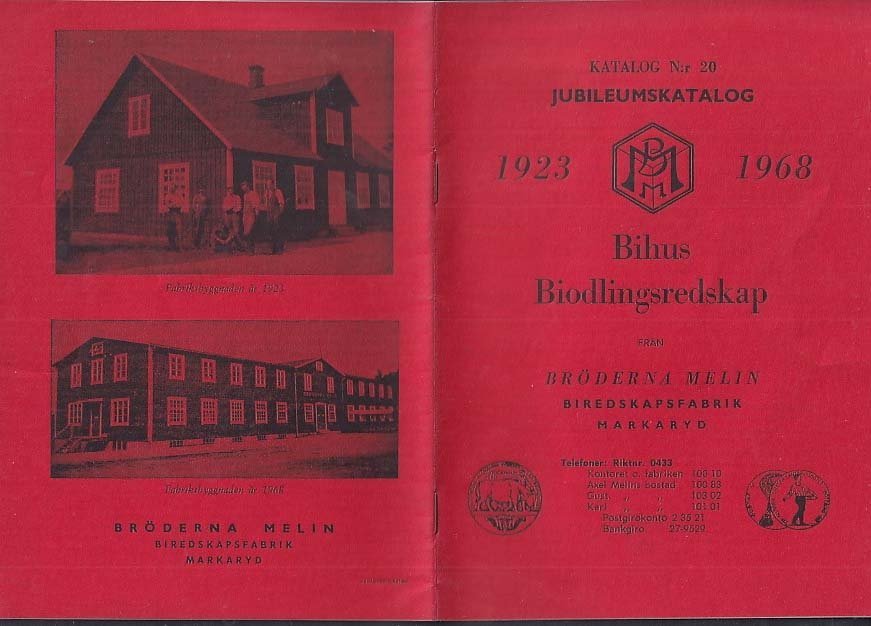 Fabriksbyggnaden år 1923
Fabriksbyggnaden år 1968
BRÖDERNA MELIN
BIREDSKAPSFABRIK
MARKARYD
KATALOG N:r 20
JUBILEUMSKATALOG
1923 BMM 1968
Bihus
Biodlingsredskap
FRÅN
BRÖDERNA MELIN
BIREDSKAPSFABRIK
MARKARYD
Telefoner: Riktnr. 0433
Kontoret o. fabriken 100 10
Axel Melins bostad 100 83
Gust. „ „ 103 02
Karl „ „ 101 01
Postgirokonto 2 35 21
Bankgiro 27-9529